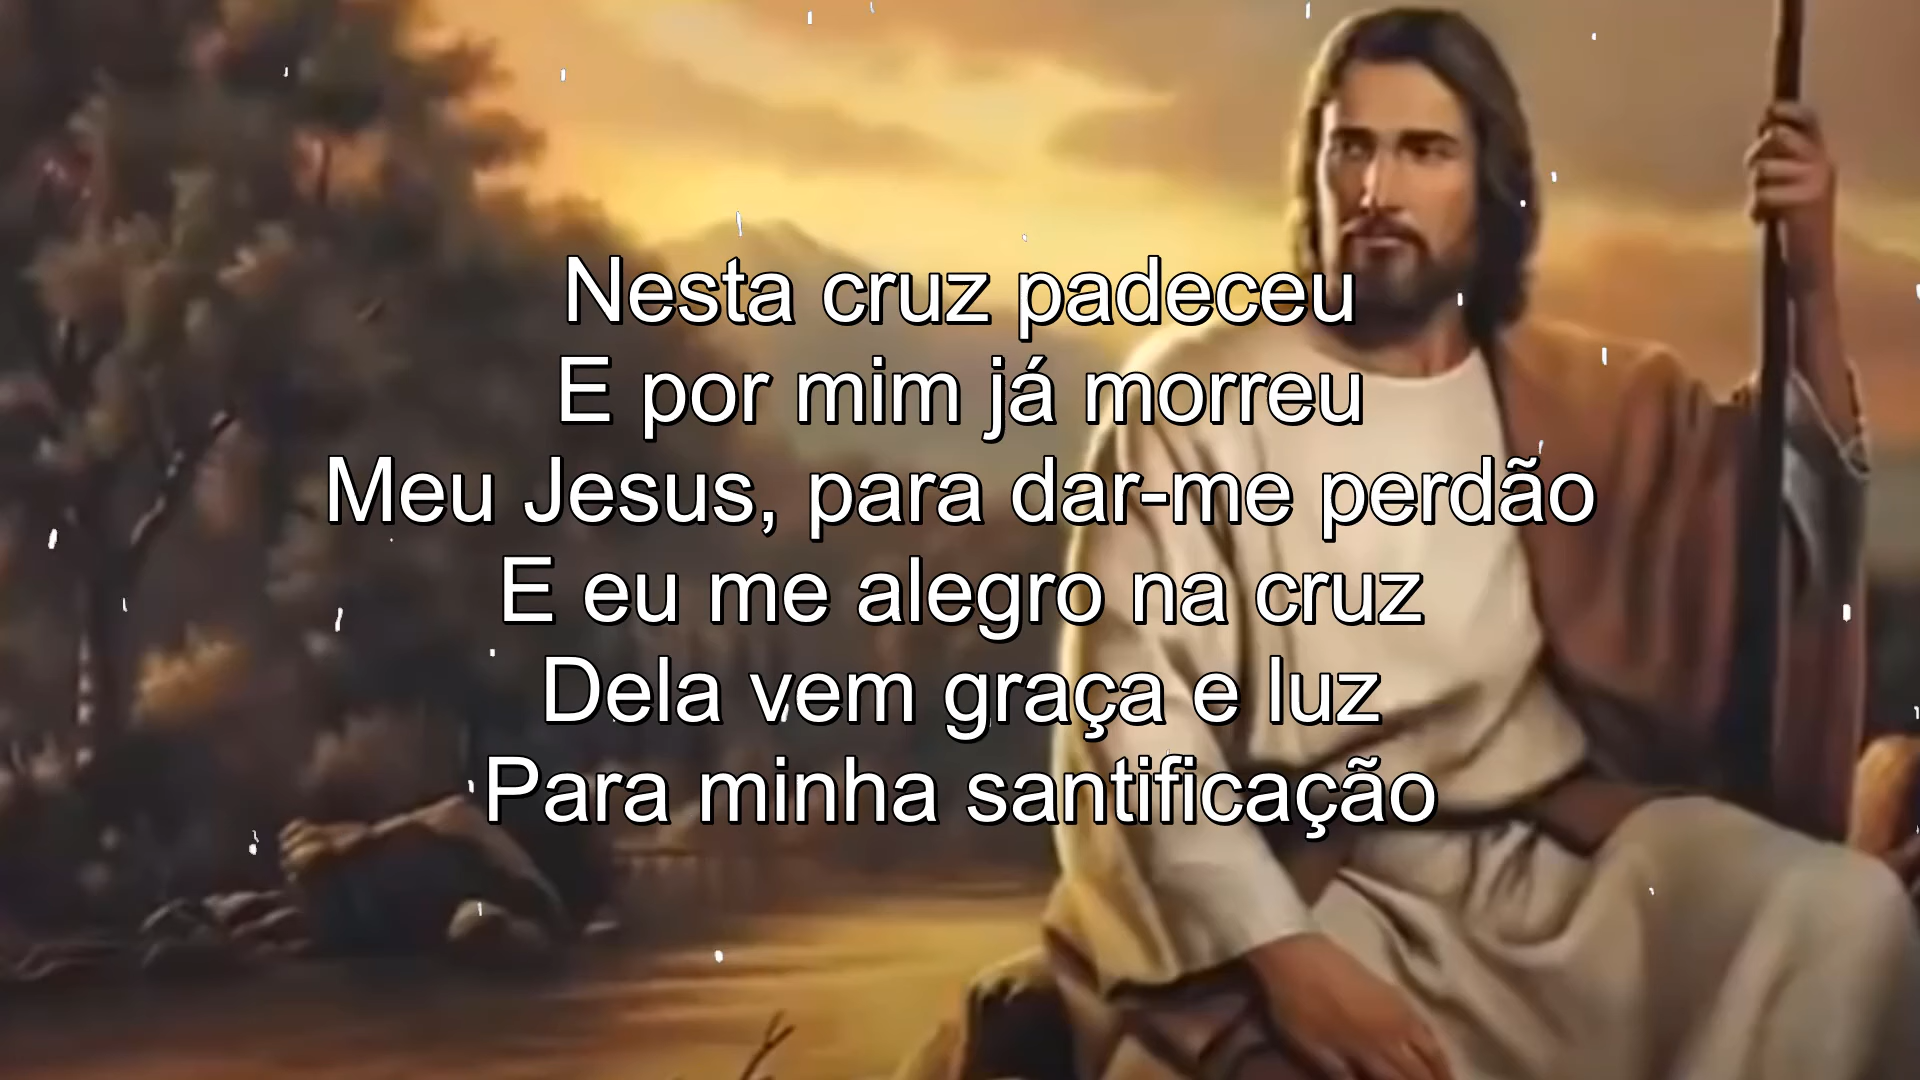 Nesta cruz padeceu
E por mim já morreu
Meu Jesus, para dar-me perdão
E eu me alegro na cruz
Dela vem graça e luz
Para minha santificação